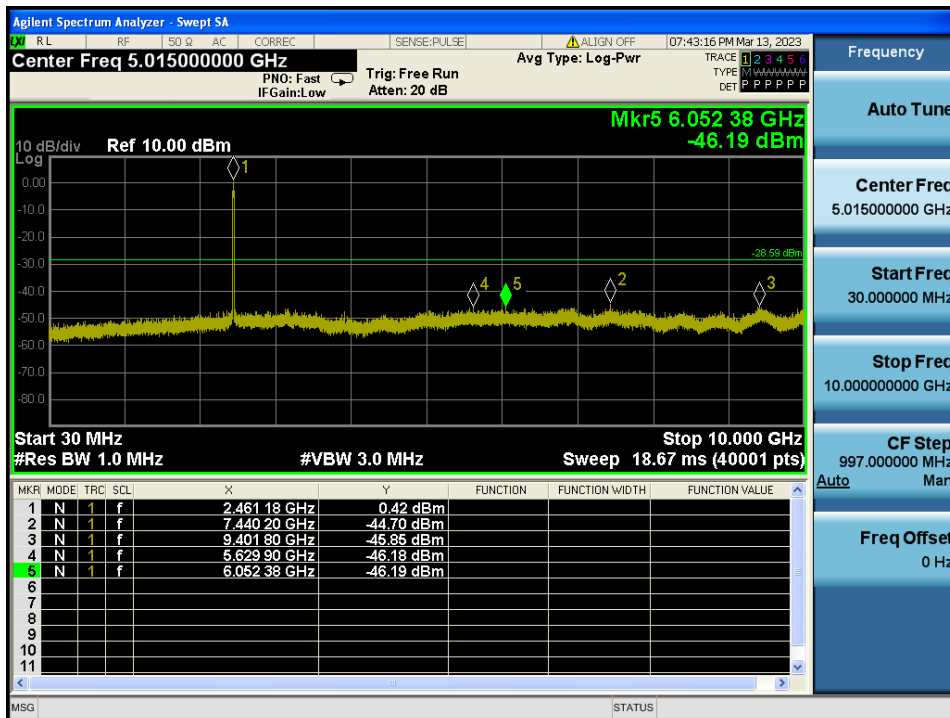 Agilent Spectrum Analyzer - Swept SA
LXI RL RF 50 Ω AC CORREC SENSE:PULSE ALIGN OFF 07:43:16 PM Mar 13, 2023
Center Freq 5.015000000 GHz
PNO: Fast
IFGain:Low
Trig: Free Run
Atten: 20 dB
Avg Type: Log-Pwr
TRACE 1 2 3 4 5 6
TYPE M
DET P P P P P P
Mkr5 6.052 38 GHz
-46.19 dBm
10 dB/div Ref 10.00 dBm
Log
0.00
-10.0
-20.0
-30.0
-40.0
-50.0
-60.0
-70.0
-80.0
1
-28.59 dBm
4
5
2
3
Start 30 MHz Stop 10.000 GHz
#Res BW 1.0 MHz #VBW 3.0 MHz Sweep 18.67 ms (40001 pts)
MKR MODE TRC SCL X Y FUNCTION FUNCTION WIDTH FUNCTION VALUE
1 N 1 f 2.461 18 GHz 0.42 dBm
2 N 1 f 7.440 20 GHz -44.70 dBm
3 N 1 f 9.401 80 GHz -45.85 dBm
4 N 1 f 5.629 90 GHz -46.18 dBm
5 N 1 f 6.052 38 GHz -46.19 dBm
6
7
8
9
10
11
MSG STATUS
Frequency
Auto Tune
Center Freq
5.015000000 GHz
Start Freq
30.000000 MHz
Stop Freq
10.000000000 GHz
CF Step
997.000000 MHz
Auto Man
Freq Offset
0 Hz